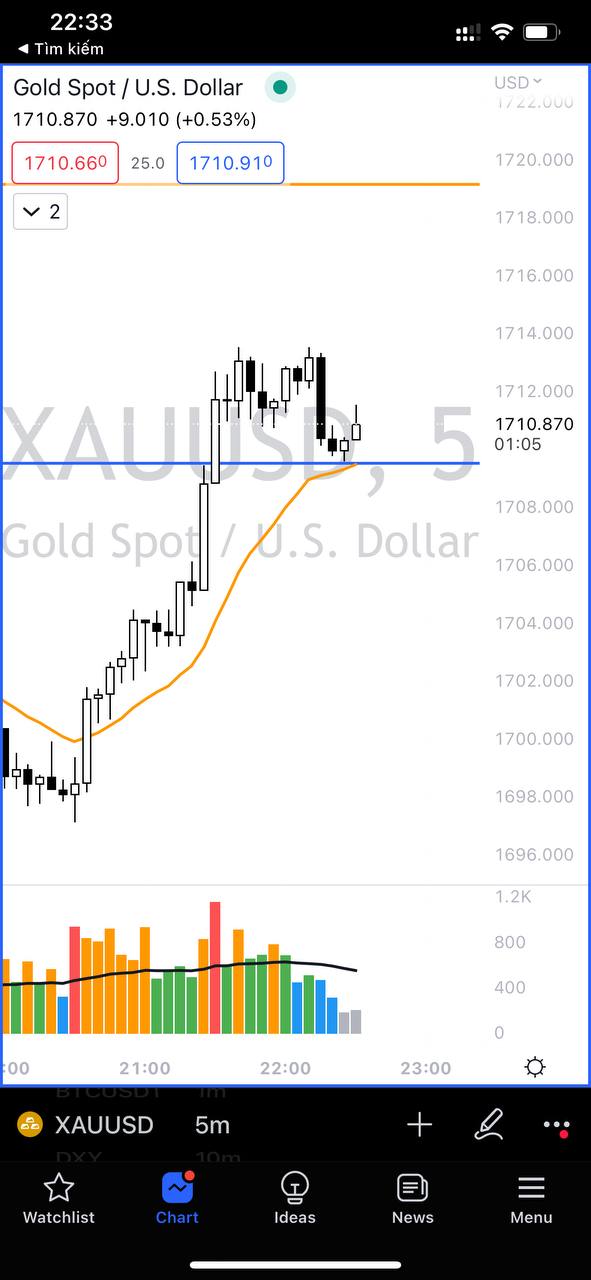 22:33
◀ Tìm kiếm
Gold Spot / U.S. Dollar
USD
1722.000
1710.870 +9.010 (+0.53%)
1710.660 25.0 1710.910
1720.000
2
1718.000
1716.000
1714.000
1712.000
XAUUSD, 5
1710.870
01:05
1708.000
Gold Spot / U.S. Dollar
1706.000
1704.000
1702.000
1700.000
1698.000
1696.000
1.2K
800
400
0
:00 21:00 22:00 23:00
BTCUSDT 1m
XAUUSD 5m
DXY 10m
Watchlist Chart Ideas News Menu